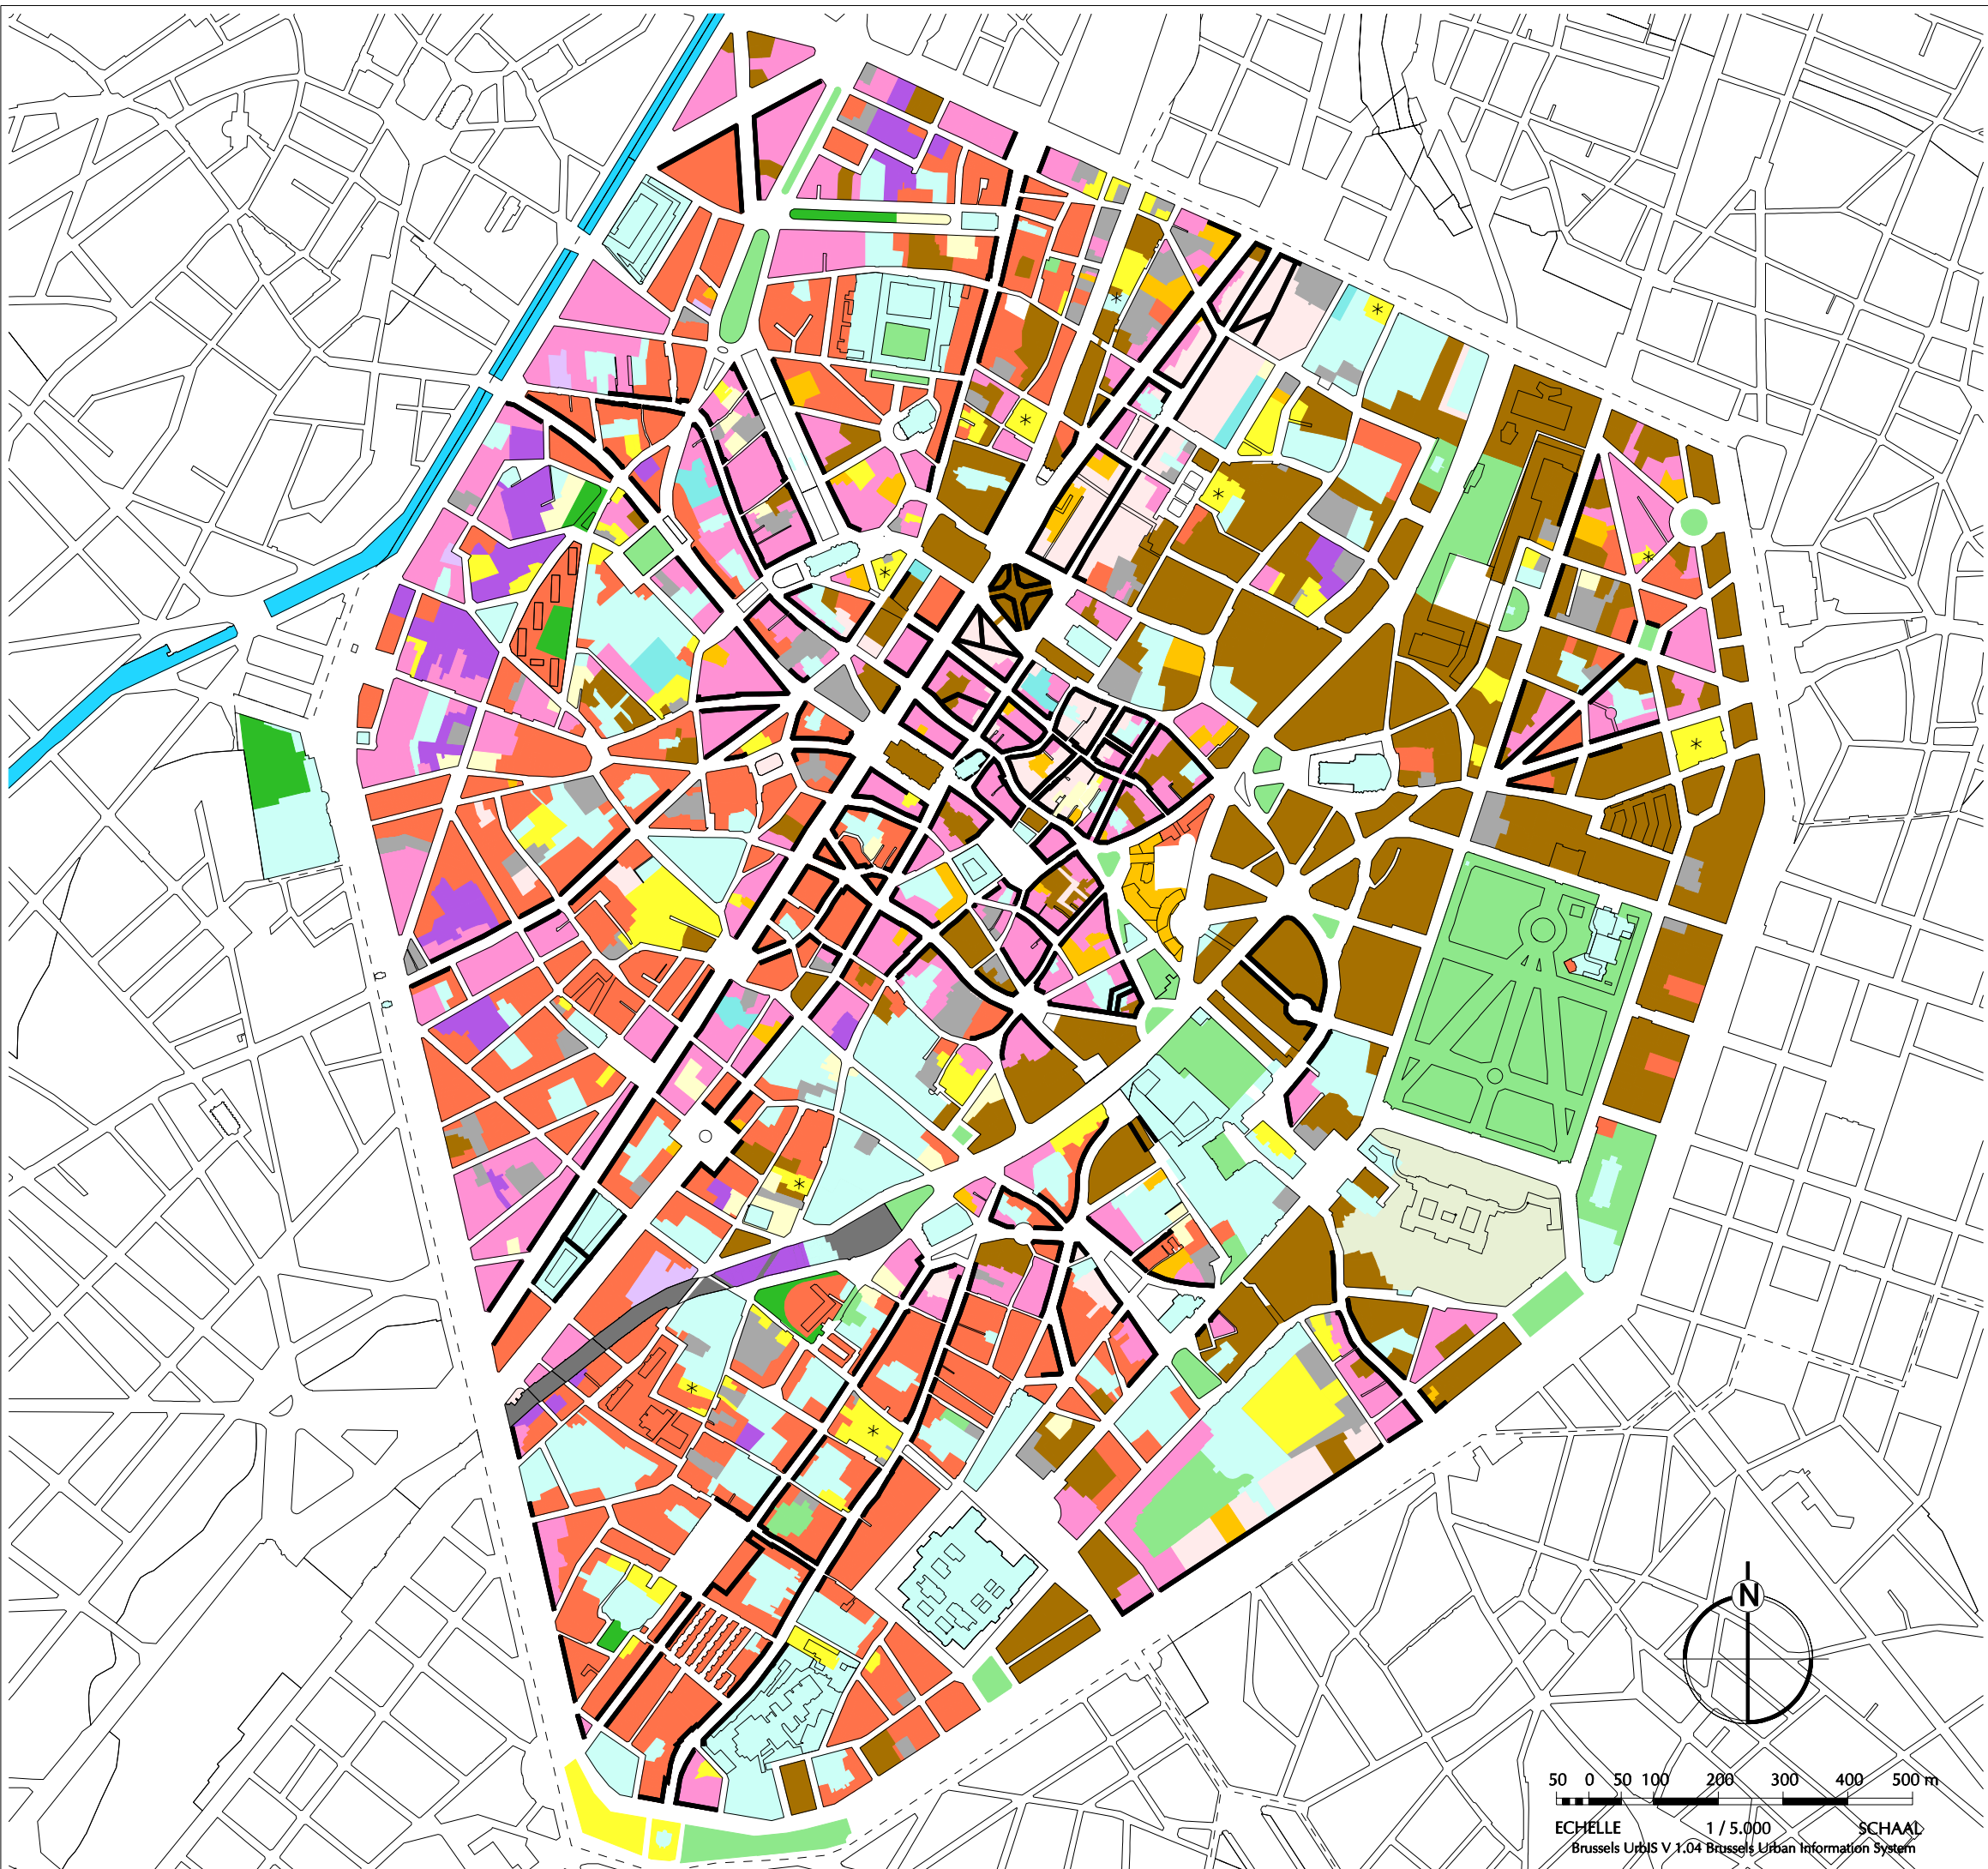 N
50 0 50 100 200 300 400 500 m
ECHELLE 1 / 5.000 SCHAAL
Brussels UrbIS V 1.04 Brussels Urban Information System